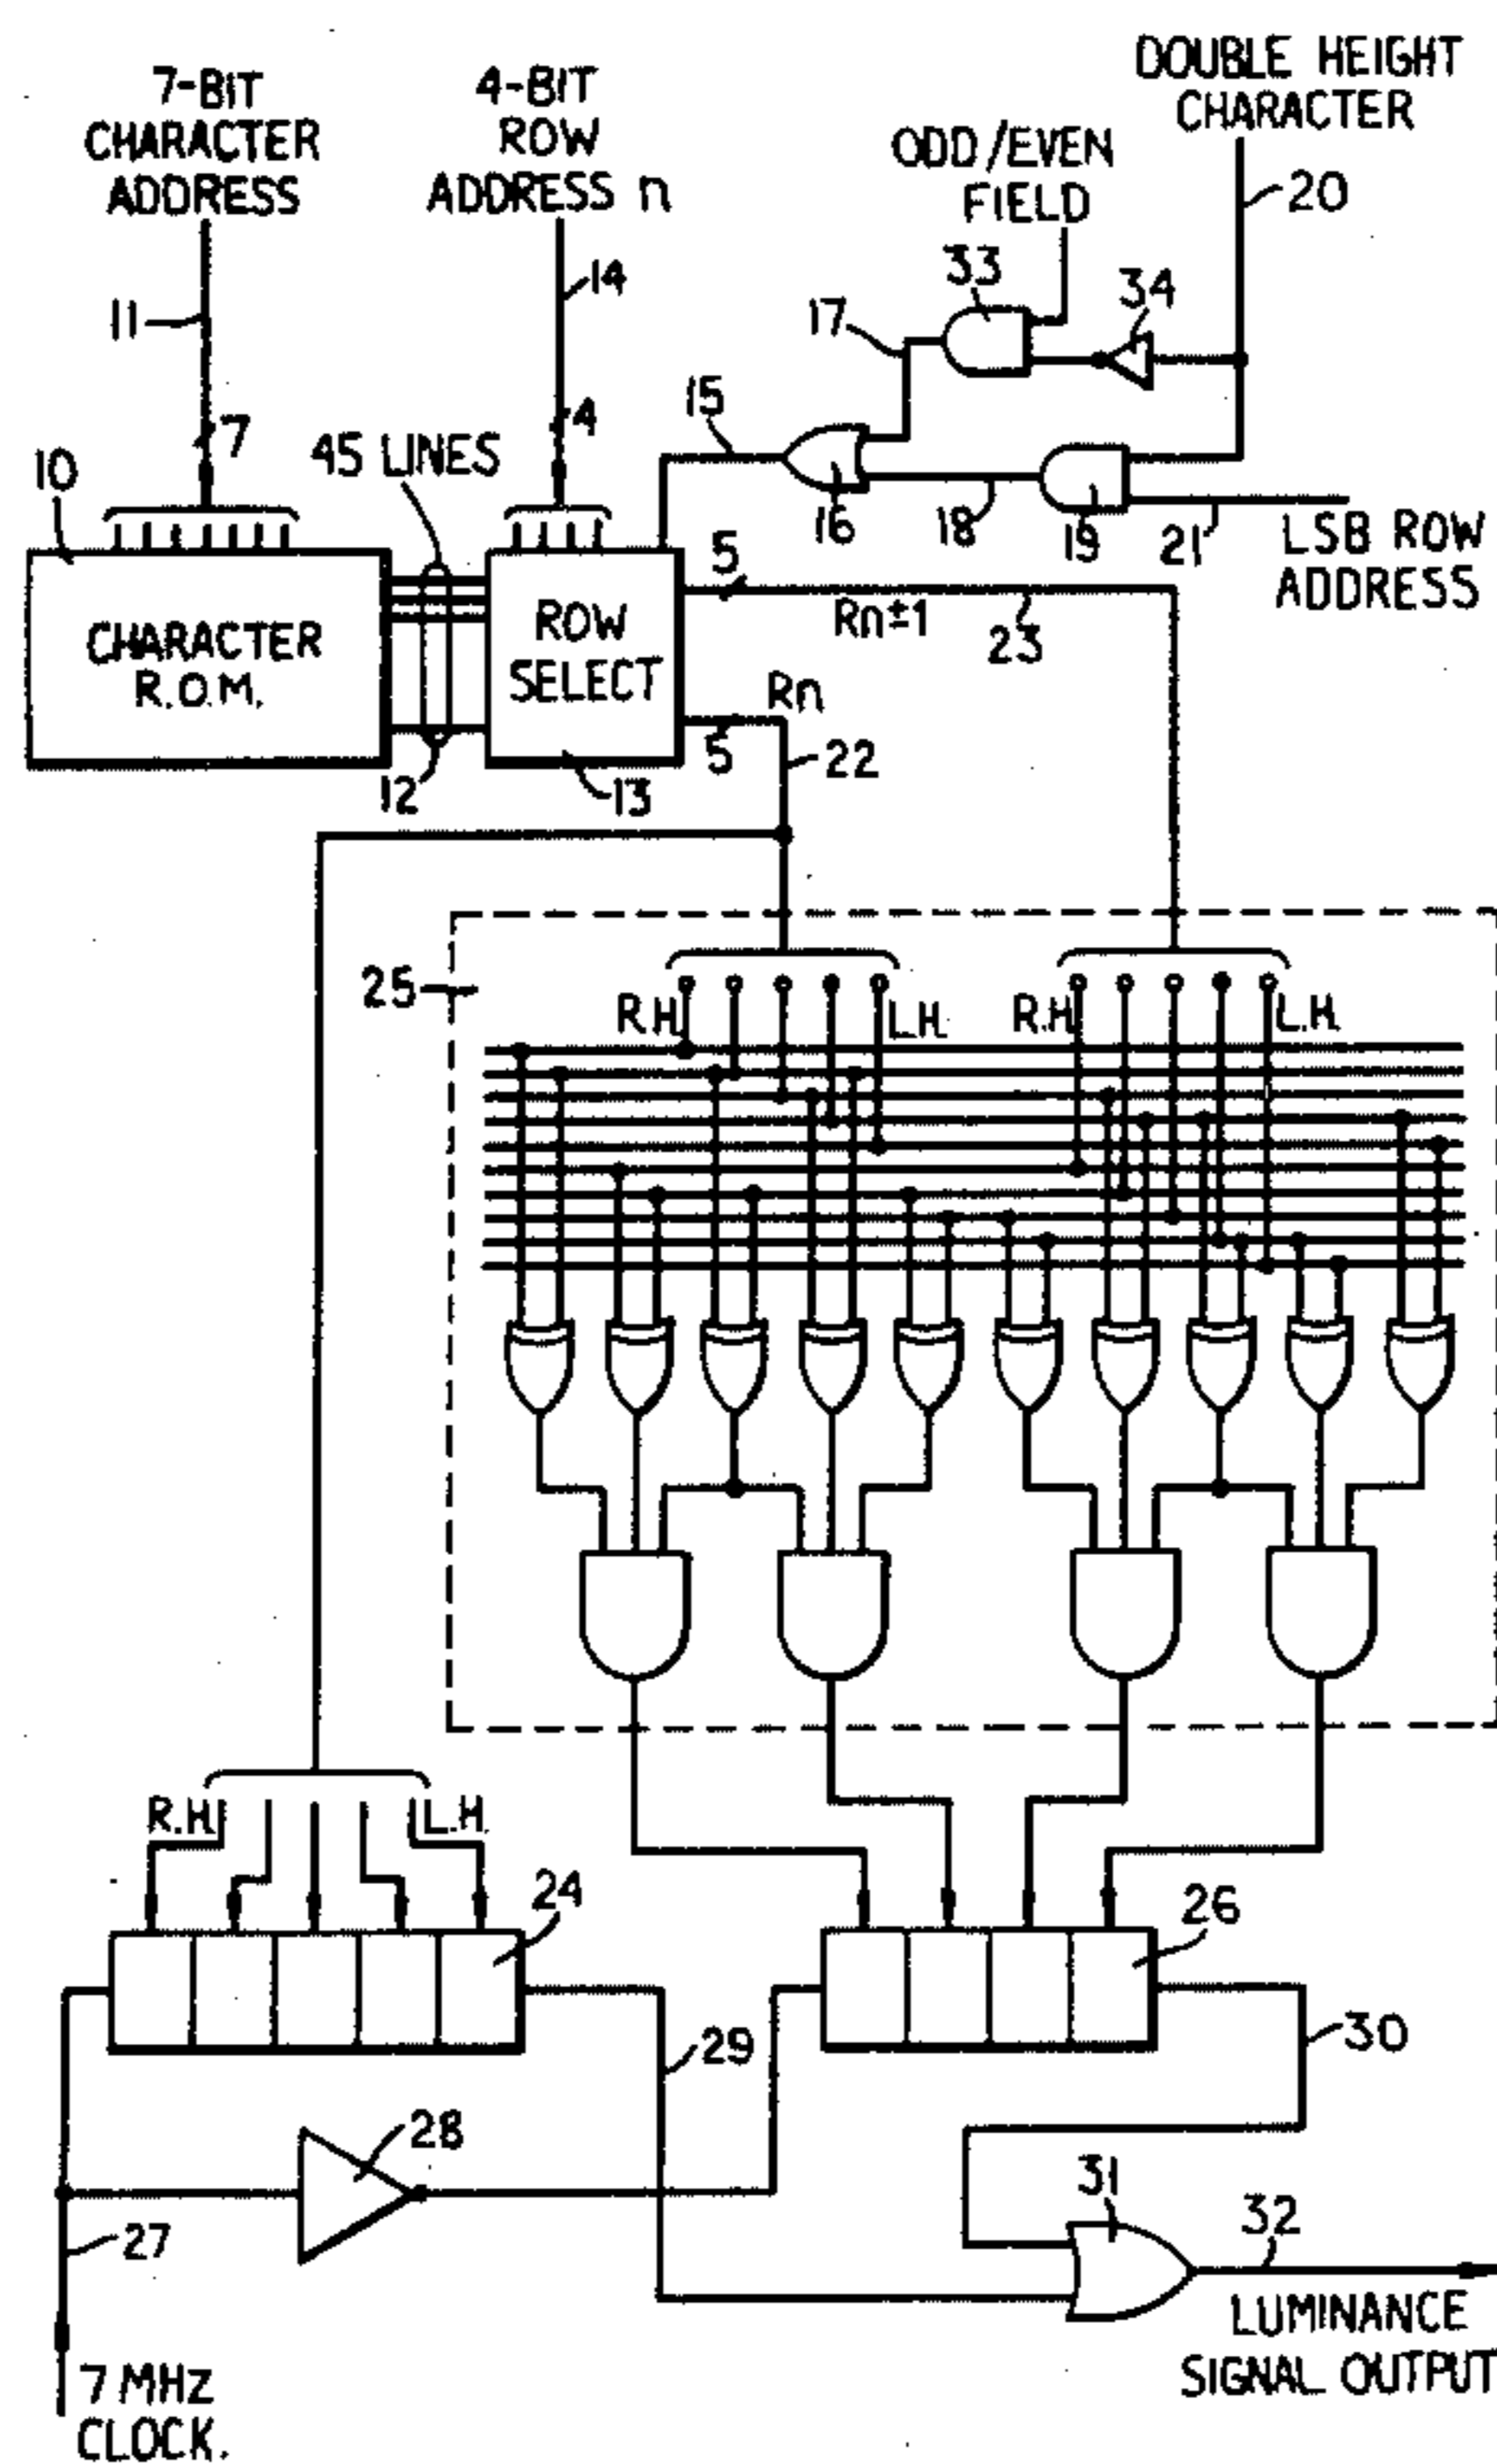 7-BIT
CHARACTER
ADDRESS
4-BIT
ROW
ADDRESS n
DOUBLE HEIGHT
CHARACTER
ODD/EVEN
FIELD
20
33
34
17
11
14
15
7
4
10
45 LINES
16
18
19
21
LSB ROW
ADDRESS
5
Rn±1
23
CHARACTER
R.O.M.
ROW
SELECT
Rn
5
22
12
13
25
R.H.
L.H.
R.H.
L.H.
R.H.
L.H.
24
26
29
30
28
31
32
27
LUMINANCE
SIGNAL OUTPUT
7 MHz
CLOCK.